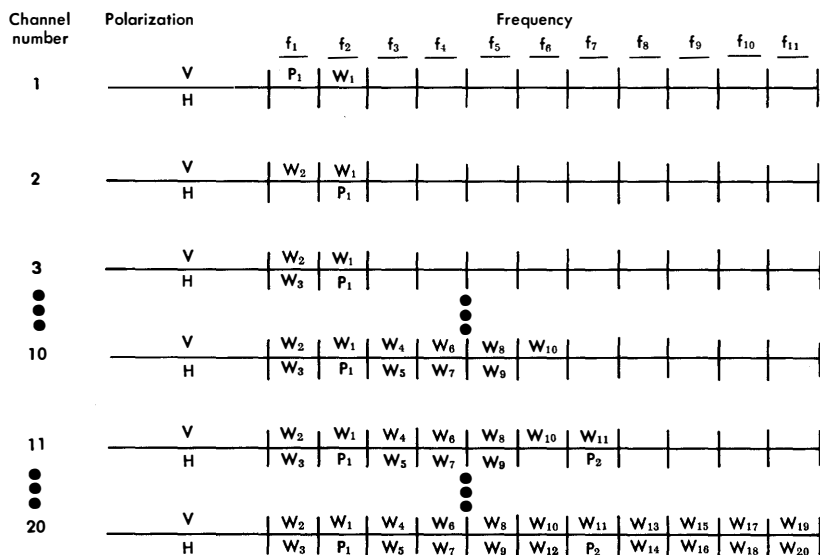 Channel number Polarization Frequency
f₁ f₂ f₃ f₄ f₅ f₆ f₇ f₈ f₉ f₁₀ f₁₁
1 V P₁ W₁
H
2 V W₂ W₁
H P₁
3 V W₂ W₁
H W₃ P₁
10 V W₂ W₁ W₄ W₆ W₈ W₁₀
H W₃ P₁ W₅ W₇ W₉
11 V W₂ W₁ W₄ W₆ W₈ W₁₀ W₁₁
H W₃ P₁ W₅ W₇ W₉ P₂
20 V W₂ W₁ W₄ W₆ W₈ W₁₀ W₁₁ W₁₃ W₁₅ W₁₇ W₁₉
H W₃ P₁ W₅ W₇ W₉ W₁₂ P₂ W₁₄ W₁₆ W₁₈ W₂₀